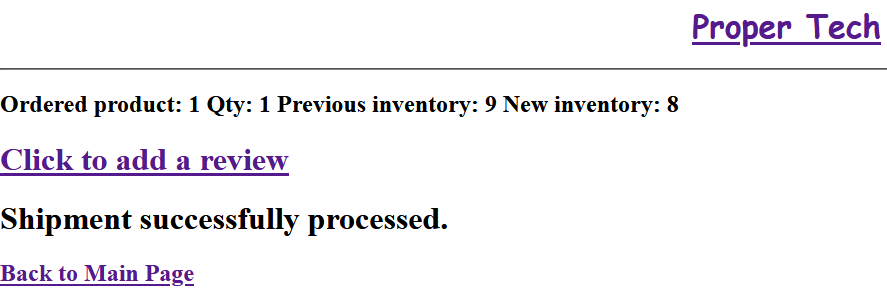 Proper Tech
Ordered product: 1 Qty: 1 Previous inventory: 9 New inventory: 8
Click to add a review
Shipment successfully processed.
Back to Main Page